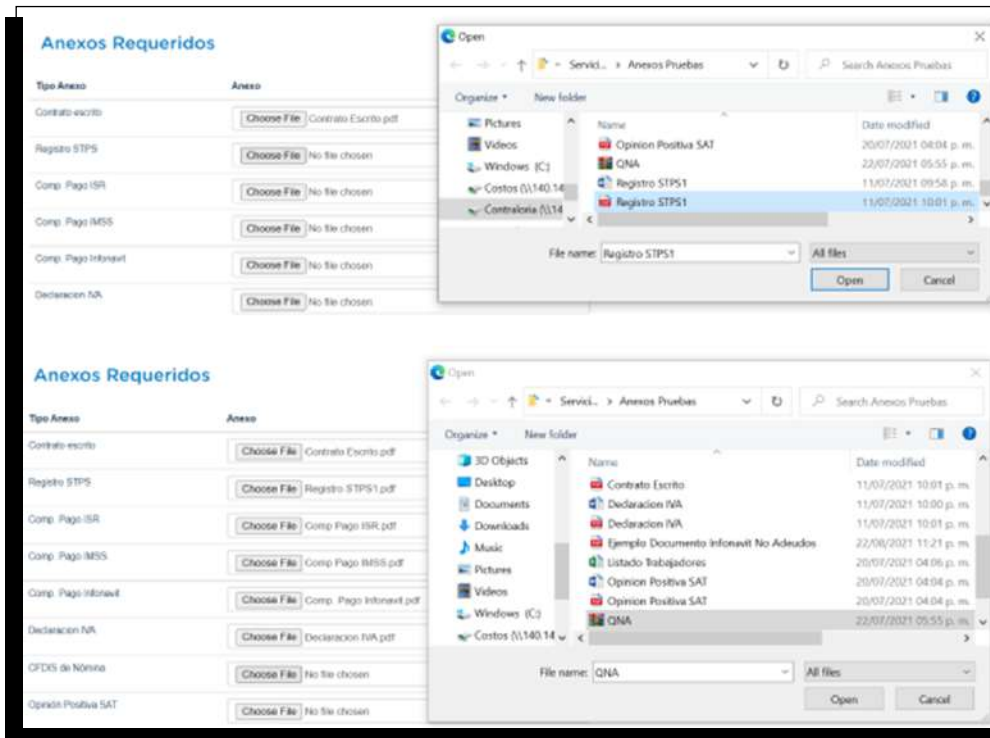 Anexos Requeridos
Tipo Anexo Anexo
Contrato escrito Choose File Contrato Escrito.pdf
Registro STPS Choose File No file chosen
Comp. Pago ISR Choose File No file chosen
Comp. Pago IMSS Choose File No file chosen
Comp. Pago Infonavit Choose File No file chosen
Declaracion IVA Choose File No file chosen
Open
Servici... > Anexos Pruebas Search Anexos Pruebas
Organize New folder
Pictures
Videos
Windows (C:)
Costos (\\140.14
Contraloria (\\14
Name Date modified
Opinion Positiva SAT 20/07/2021 04:04 p. m.
QNA 22/07/2021 05:55 p. m.
Registro STPS1 11/07/2021 09:58 p. m.
Registro STPS1 11/07/2021 10:01 p. m.
File name: Registro STPS1 All files
Open Cancel
Anexos Requeridos
Tipo Anexo Anexo
Contrato escrito Choose File Contrato Escrito.pdf
Registro STPS Choose File Registro STPS1.pdf
Comp. Pago ISR Choose File Comp Pago ISR.pdf
Comp. Pago IMSS Choose File Comp Pago IMSS.pdf
Comp. Pago Infonavit Choose File Comp. Pago Infonavit.pdf
Declaracion IVA Choose File Declaracion IVA.pdf
CFDIS de Nómina Choose File No file chosen
Opinión Positiva SAT Choose File No file chosen
Open
Servici... > Anexos Pruebas Search Anexos Pruebas
Organize New folder
3D Objects
Desktop
Documents
Downloads
Music
Pictures
Videos
Windows (C:)
Costos (\\140.14
Name Date modified
Contrato Escrito 11/07/2021 10:01 p. m.
Declaracion IVA 11/07/2021 10:00 p. m.
Declaracion IVA 11/07/2021 10:01 p. m.
Ejemplo Documento Infonavit No Adeudos 22/08/2021 11:21 p. m.
Listado Trabajadores 20/07/2021 04:06 p. m.
Opinion Positiva SAT 20/07/2021 04:04 p. m.
Opinion Positiva SAT 20/07/2021 04:04 p. m.
QNA 22/07/2021 05:55 p. m.
File name: QNA All files
Open Cancel